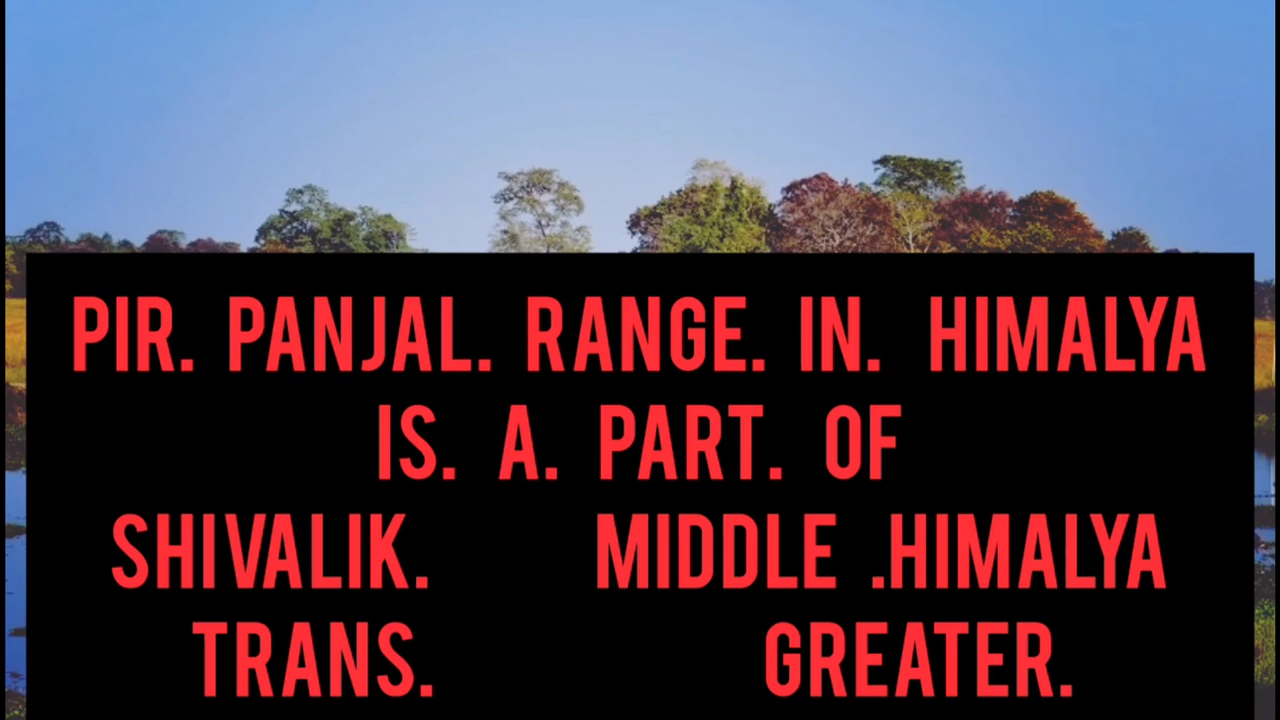 PIR. PANJAL. RANGE. IN. HIMALYA
IS. A. PART. OF
SHIVALIK. MIDDLE .HIMALYA
TRANS. GREATER.